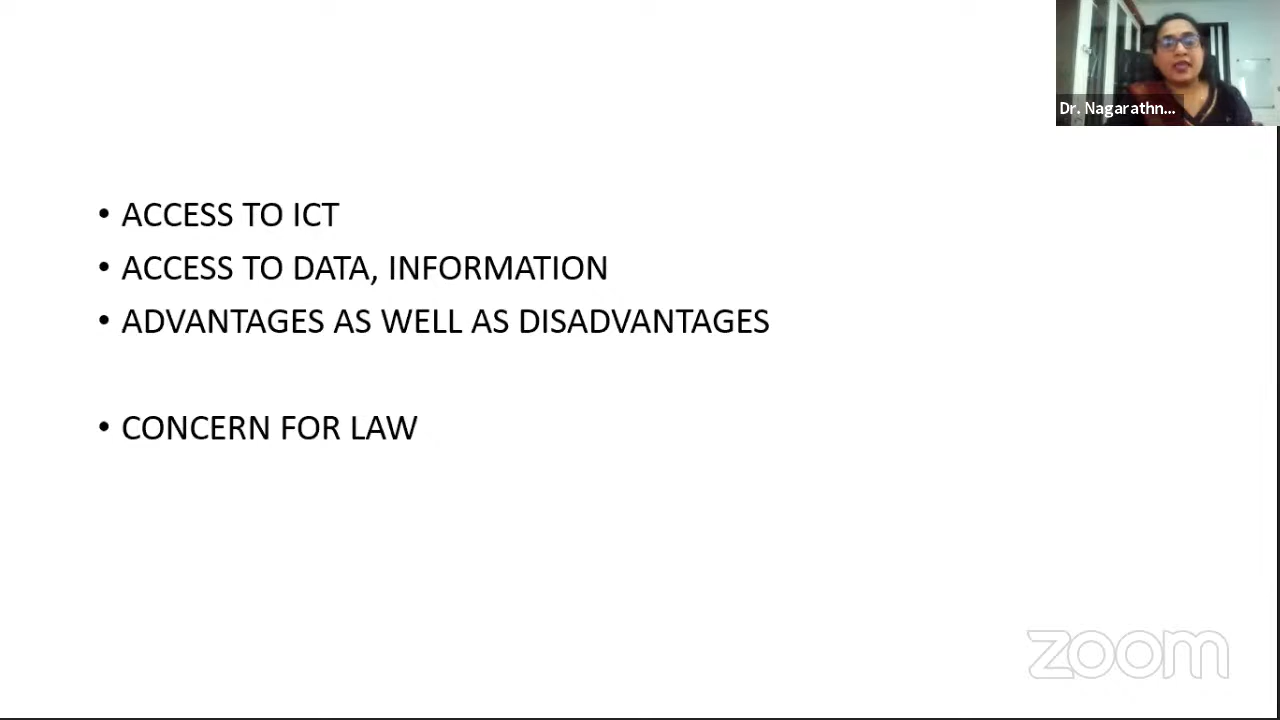 Dr. Nagarathn...
• ACCESS TO ICT
• ACCESS TO DATA, INFORMATION
• ADVANTAGES AS WELL AS DISADVANTAGES
• CONCERN FOR LAW
zoom